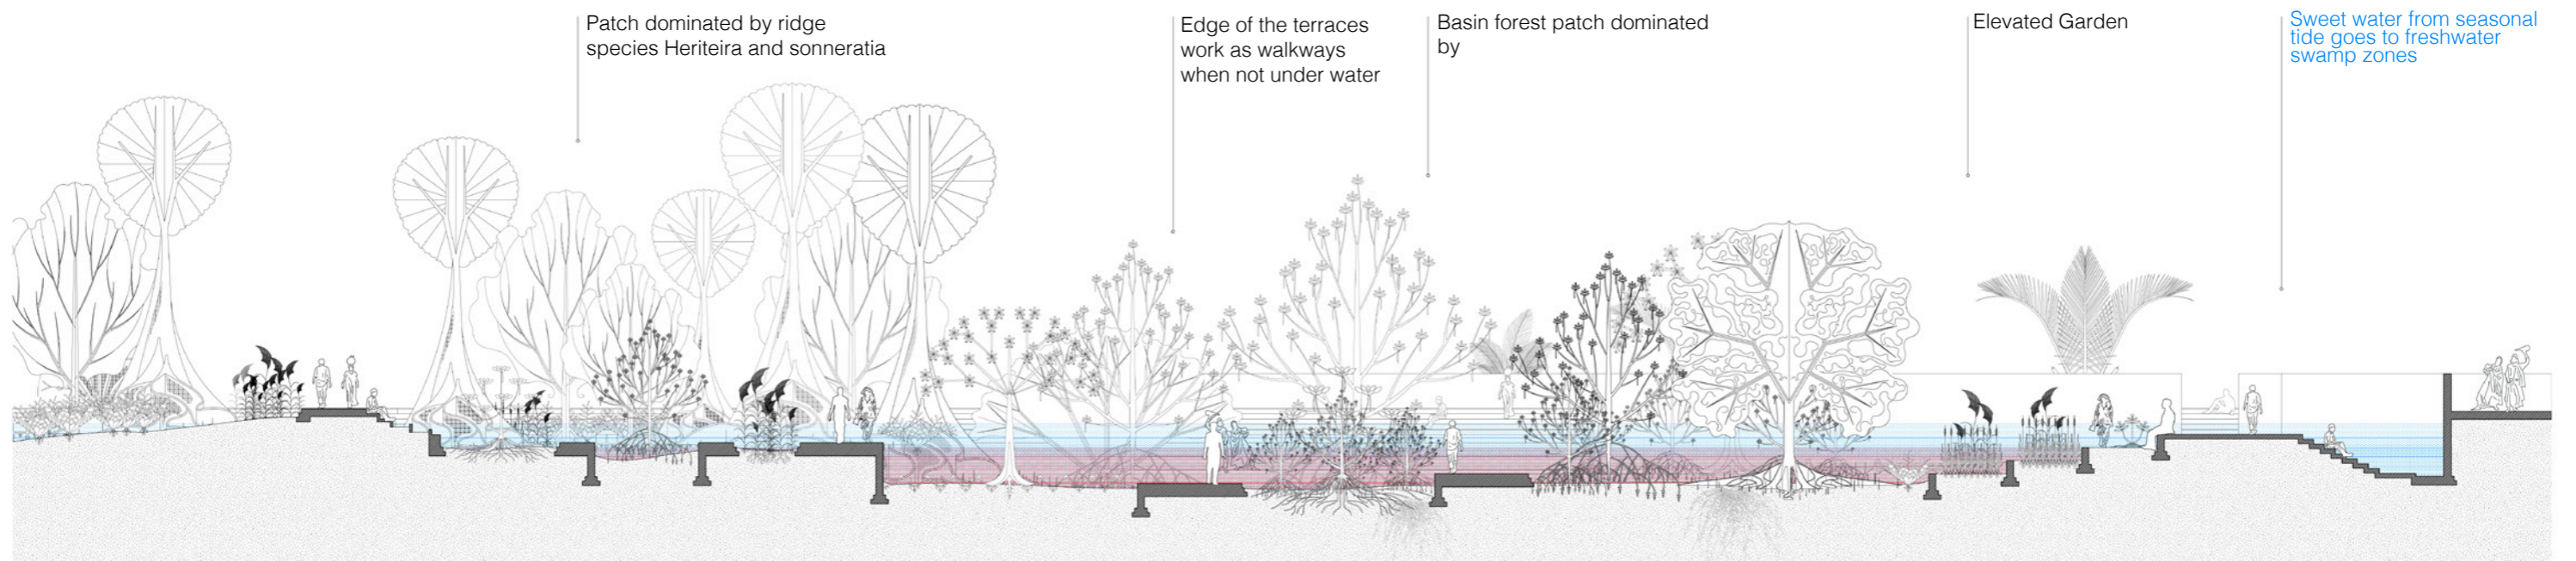 Patch dominated by ridge
species Heriteira and sonneratia
Edge of the terraces
work as walkways
when not under water
Basin forest patch dominated
by
Elevated Garden
Sweet water from seasonal
tide goes to freshwater
swamp zones